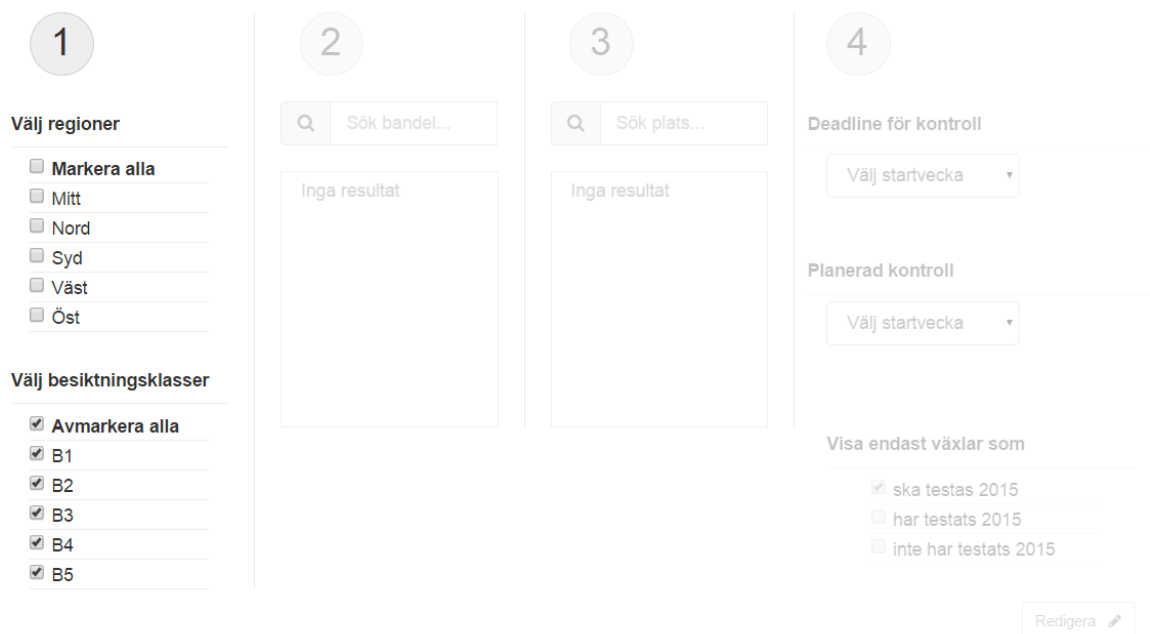 1
Välj regioner
Markera alla
Mitt
Nord
Syd
Väst
Öst
Välj besiktningsklasser
Avmarkera alla
B1
B2
B3
B4
B5
2
Sök bandel...
Inga resultat
3
Sök plats...
Inga resultat
4
Deadline för kontroll
Välj startvecka
Planerad kontroll
Välj startvecka
Visa endast växlar som
ska testas 2015
har testats 2015
inte har testats 2015
Redigera